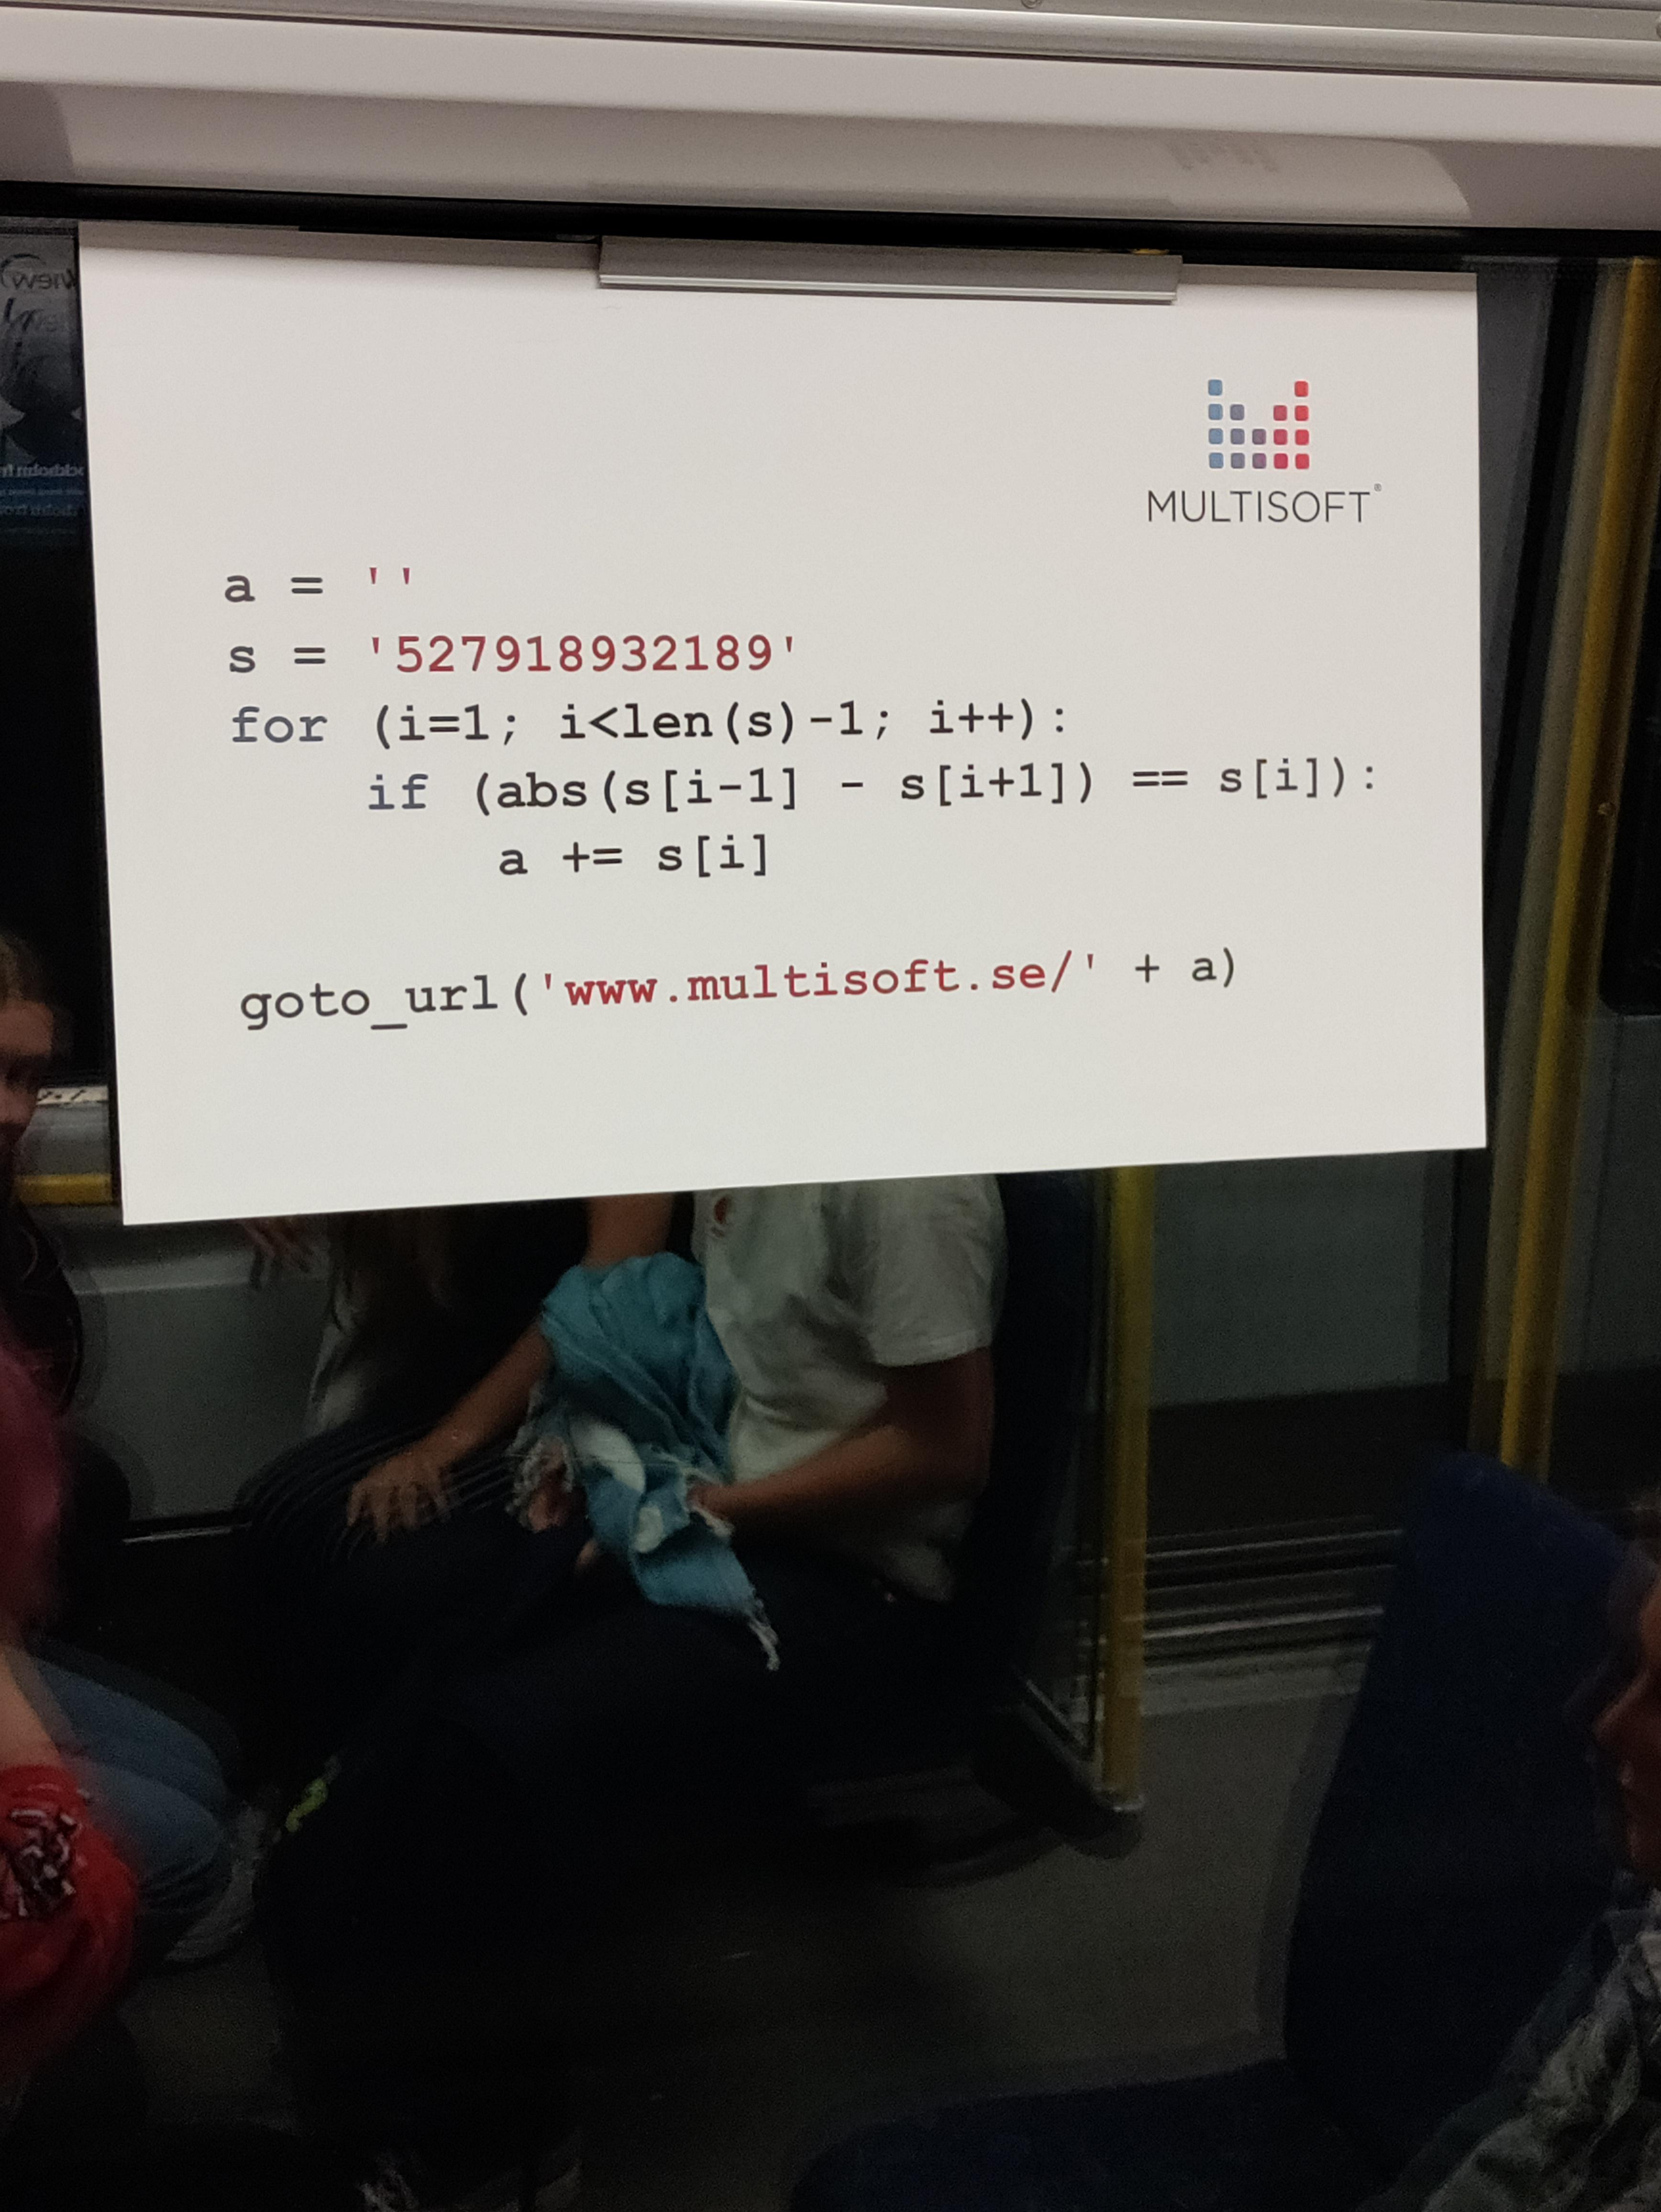 MULTISOFT®
a = ''
s = '527918932189'
for (i=1; i<len(s)-1; i++):
    if (abs(s[i-1] - s[i+1]) == s[i]):
        a += s[i]
goto_url('www.multisoft.se/' + a)